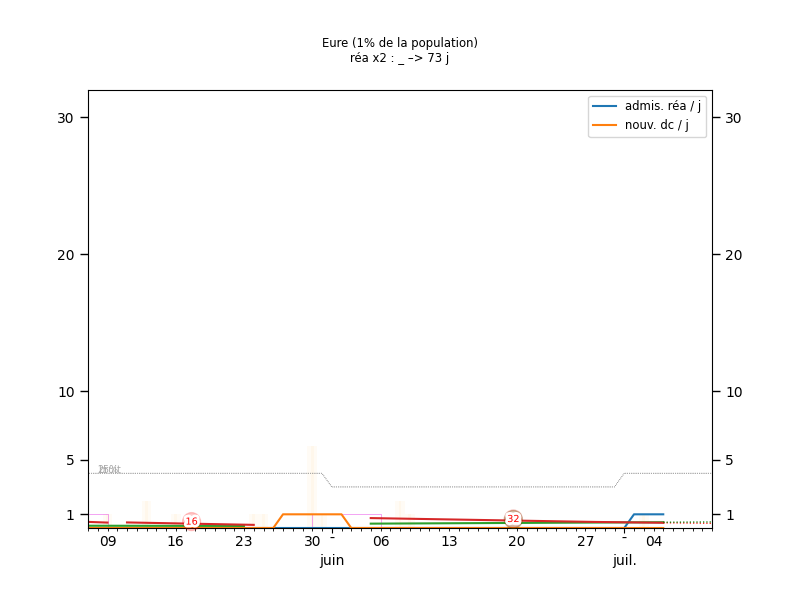 Eure (1% de la population)
réa x2 : _ –> 73 j
admis. réa / j
nouv. dc / j
30 30
20 20
10 10
5 5
1 1
16
32
09 16 23 30 - 06 13 20 27 - 04
juin juil.